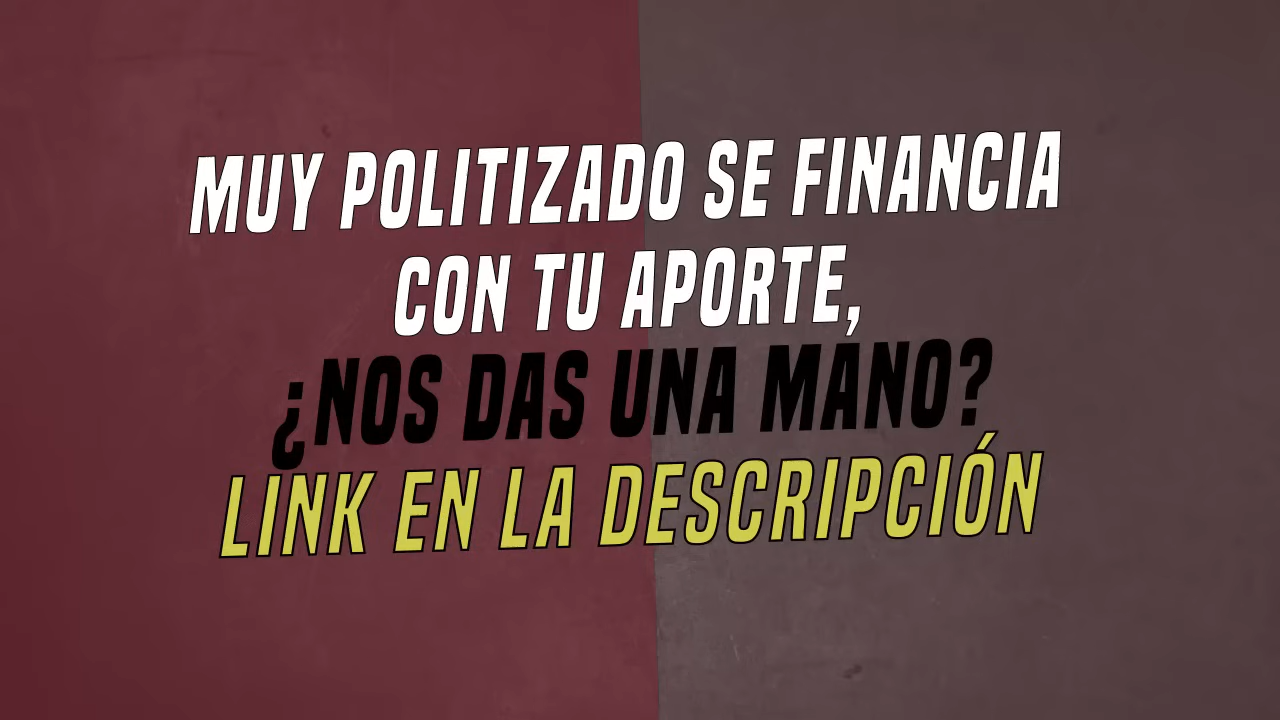 MUY POLITIZADO SE FINANCIA
CON TU APORTE,
¿NOS DAS UNA MANO?
LINK EN LA DESCRIPCIÓN